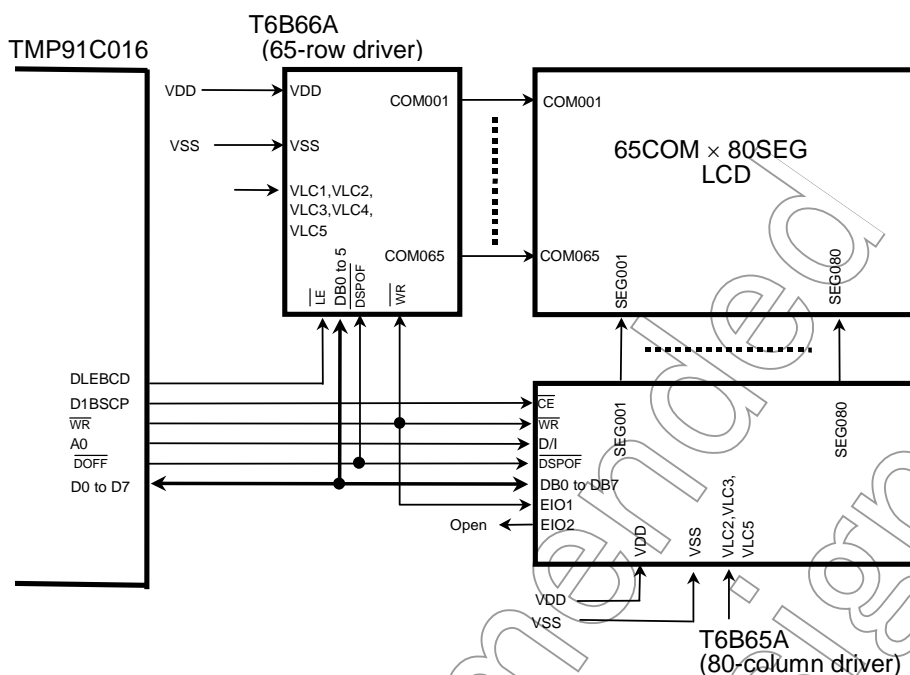 T6B66A
(65-row driver)
TMP91C016
VDD
VDD
COM001
COM001
VSS
VSS
65COM × 80SEG
LCD
VLC1,VLC2,
VLC3,VLC4,
VLC5
COM065
COM065
LE
DB0 to 5
DSPOF
WR
SEG001
SEG080
DLEBCD
D1BSCP
WR
A0
DOFF
D0 to D7
CE
WR
D/I
DSPOF
DB0 to DB7
EIO1
EIO2
Open
SEG001
SEG080
VDD
VSS
VLC2,VLC3,
VLC5
VDD
VSS
T6B65A
(80-column driver)